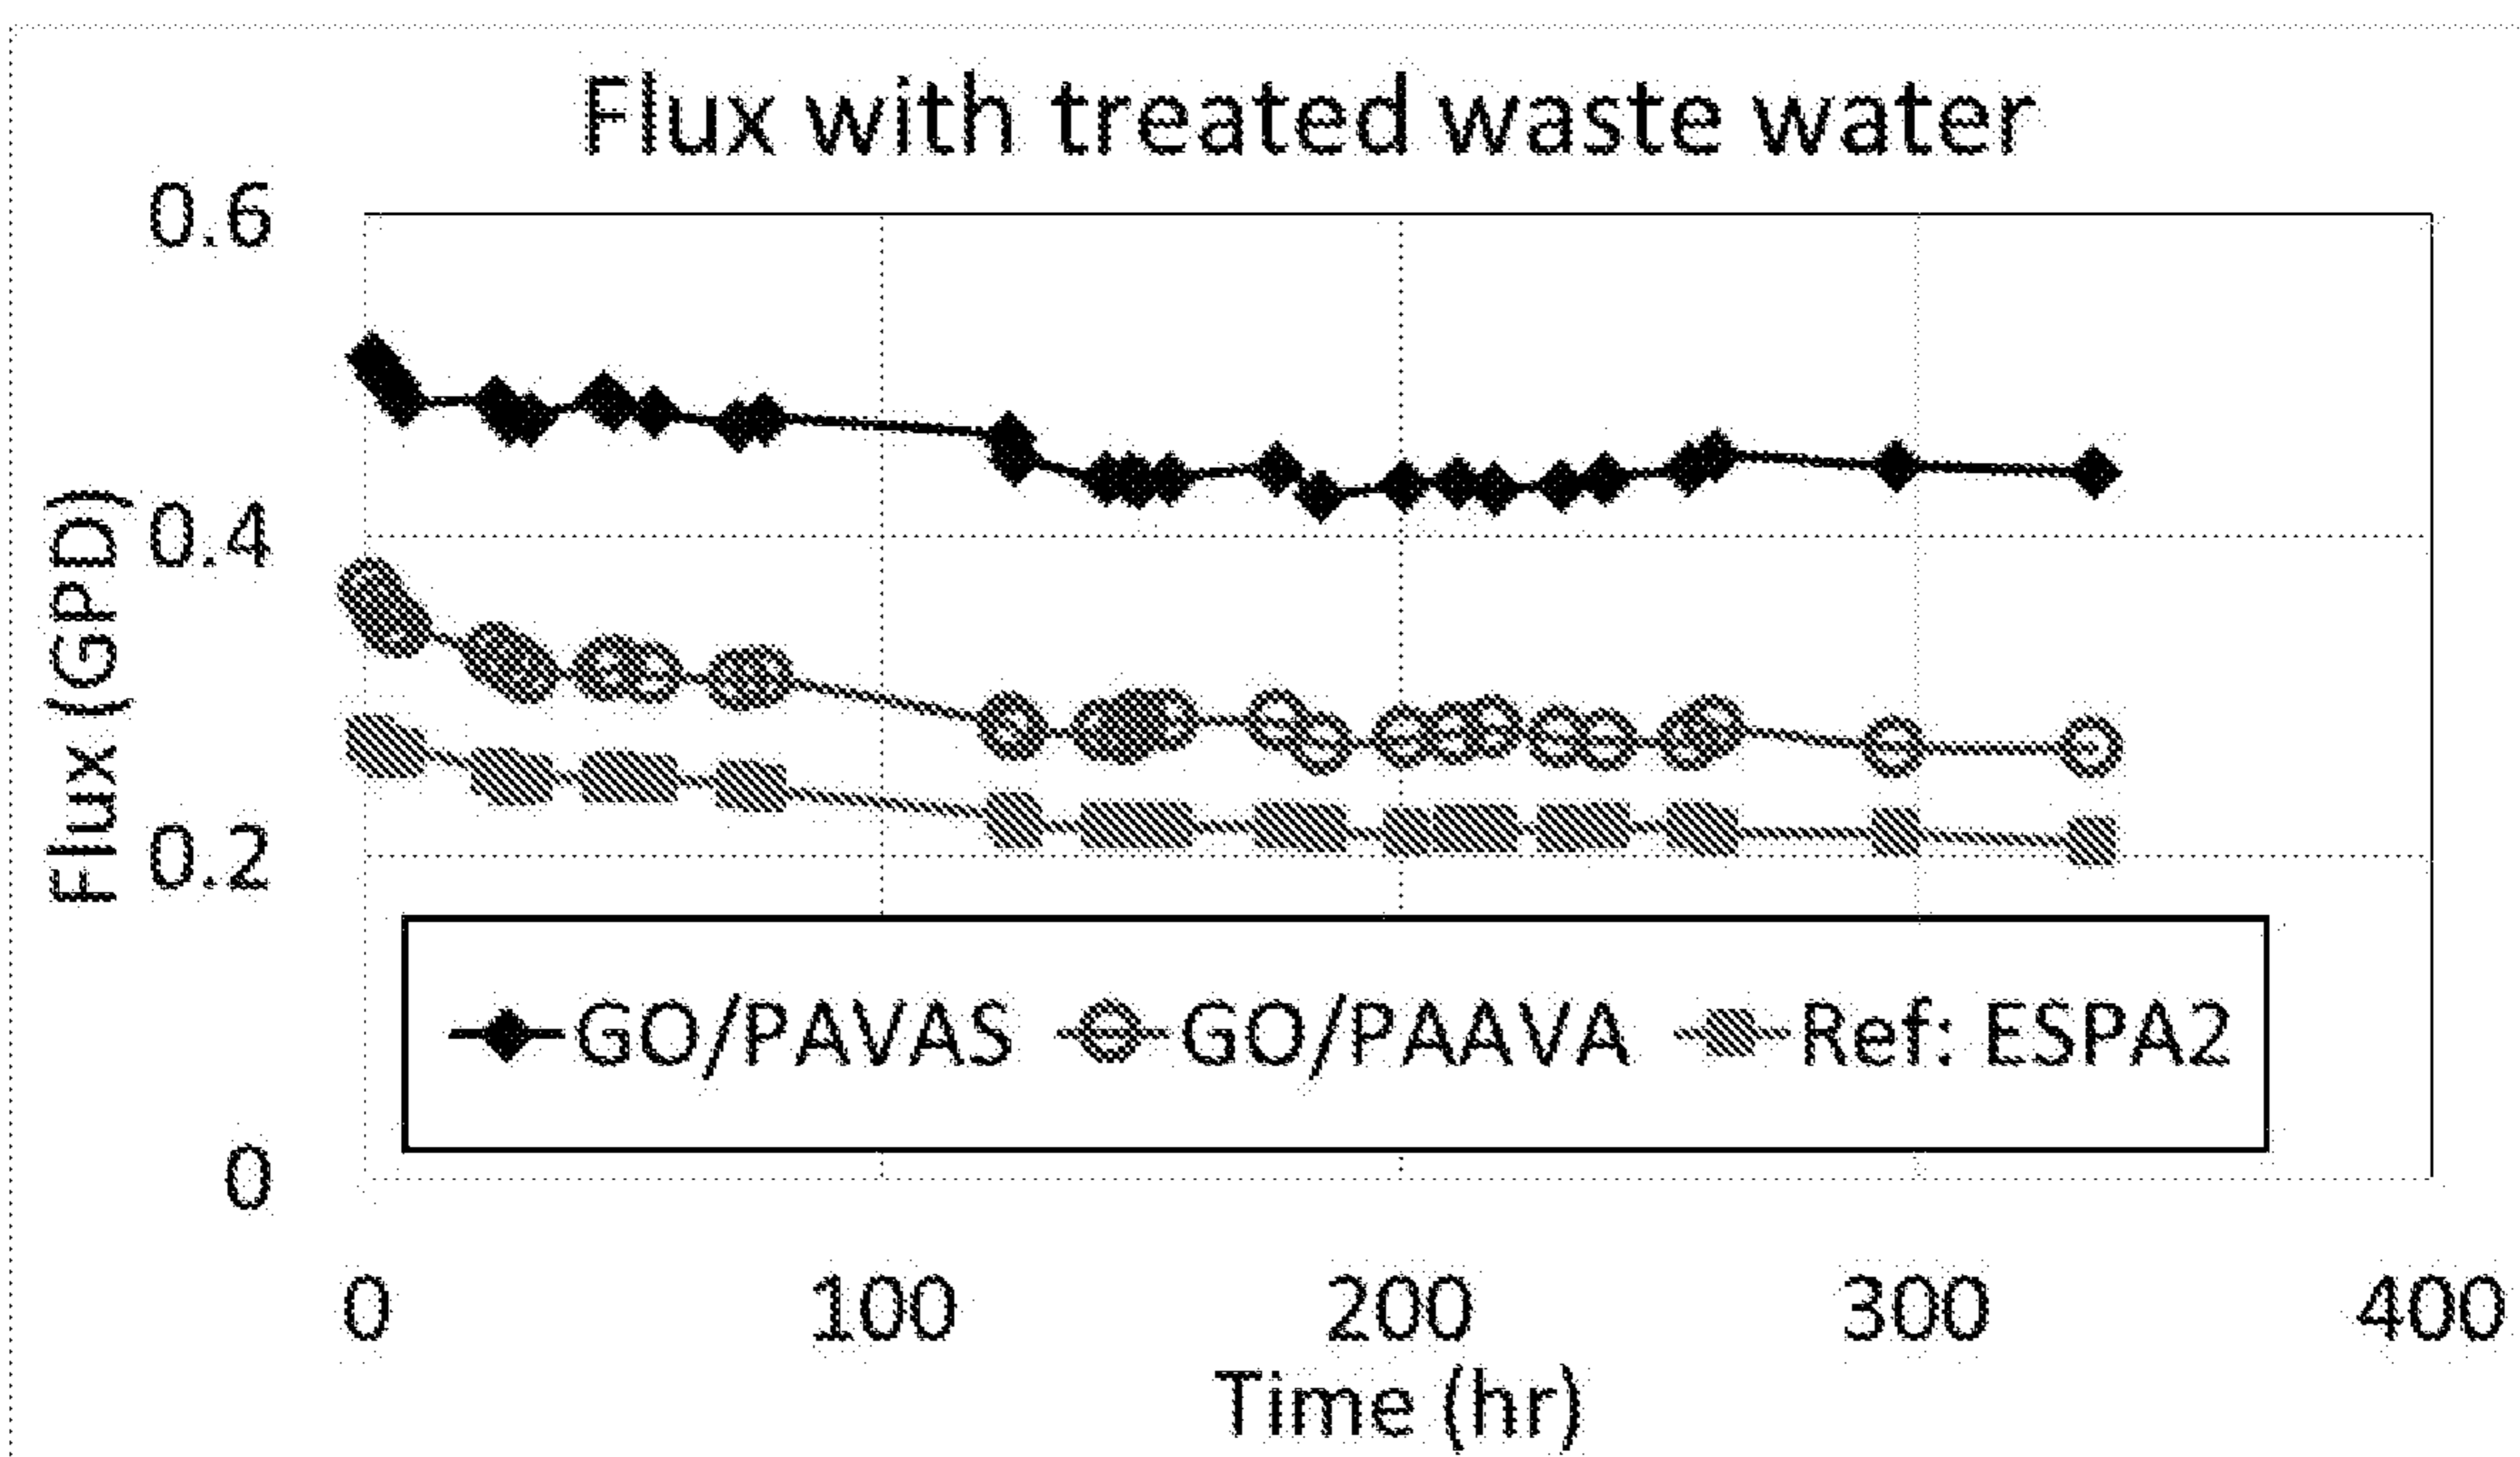 Flux with treated waste water
0.6
0.4
0.2
0
Flux (GPD)
GO/PAVAS GO/PAAVA Ref: ESPA2
0 100 200 300 400
Time (hr)